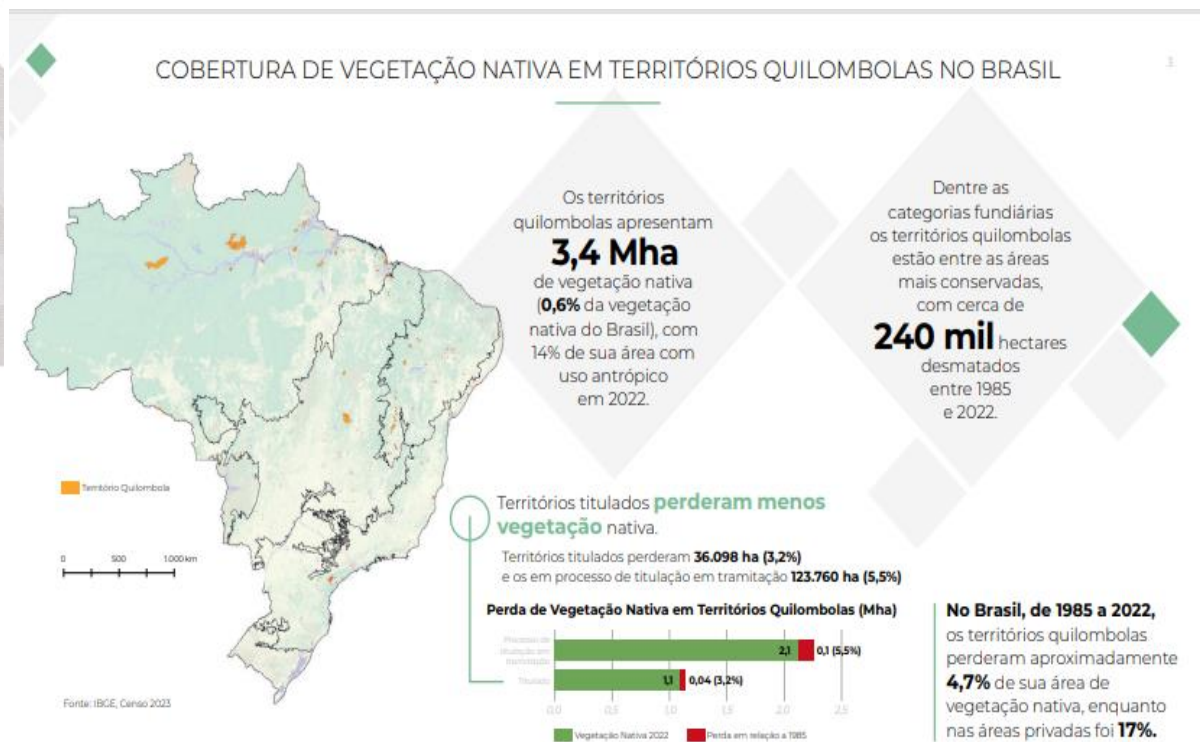 3
COBERTURA DE VEGETAÇÃO NATIVA EM TERRITÓRIOS QUILOMBOLAS NO BRASIL
Os territórios
quilombolas apresentam
3,4 Mha
de vegetação nativa
(0,6% da vegetação
nativa do Brasil), com
14% de sua área com
uso antrópico
em 2022.
Dentre as
categorias fundiárias
os territórios quilombolas
estão entre as áreas
mais conservadas,
com cerca de
240 mil hectares
desmatados
entre 1985
e 2022.
Território Quilombola
0 500 1000 km
Fonte: IBGE, Censo 2023
Territórios titulados perderam menos
vegetação nativa.
Territórios titulados perderam 36.098 ha (3,2%)
e os em processo de titulação em tramitação 123.760 ha (5,5%)
Perda de Vegetação Nativa em Territórios Quilombolas (Mha)
Processo de
titulação em
tramitação
2,1 0,1 (5,5%)
Titulado
1,1 0,04 (3,2%)
0,0 0,5 1,0 1,5 2,0 2,5
Vegetação Nativa 2022 Perda em relação a 1985
No Brasil, de 1985 a 2022,
os territórios quilombolas
perderam aproximadamente
4,7% de sua área de
vegetação nativa, enquanto
nas áreas privadas foi 17%.